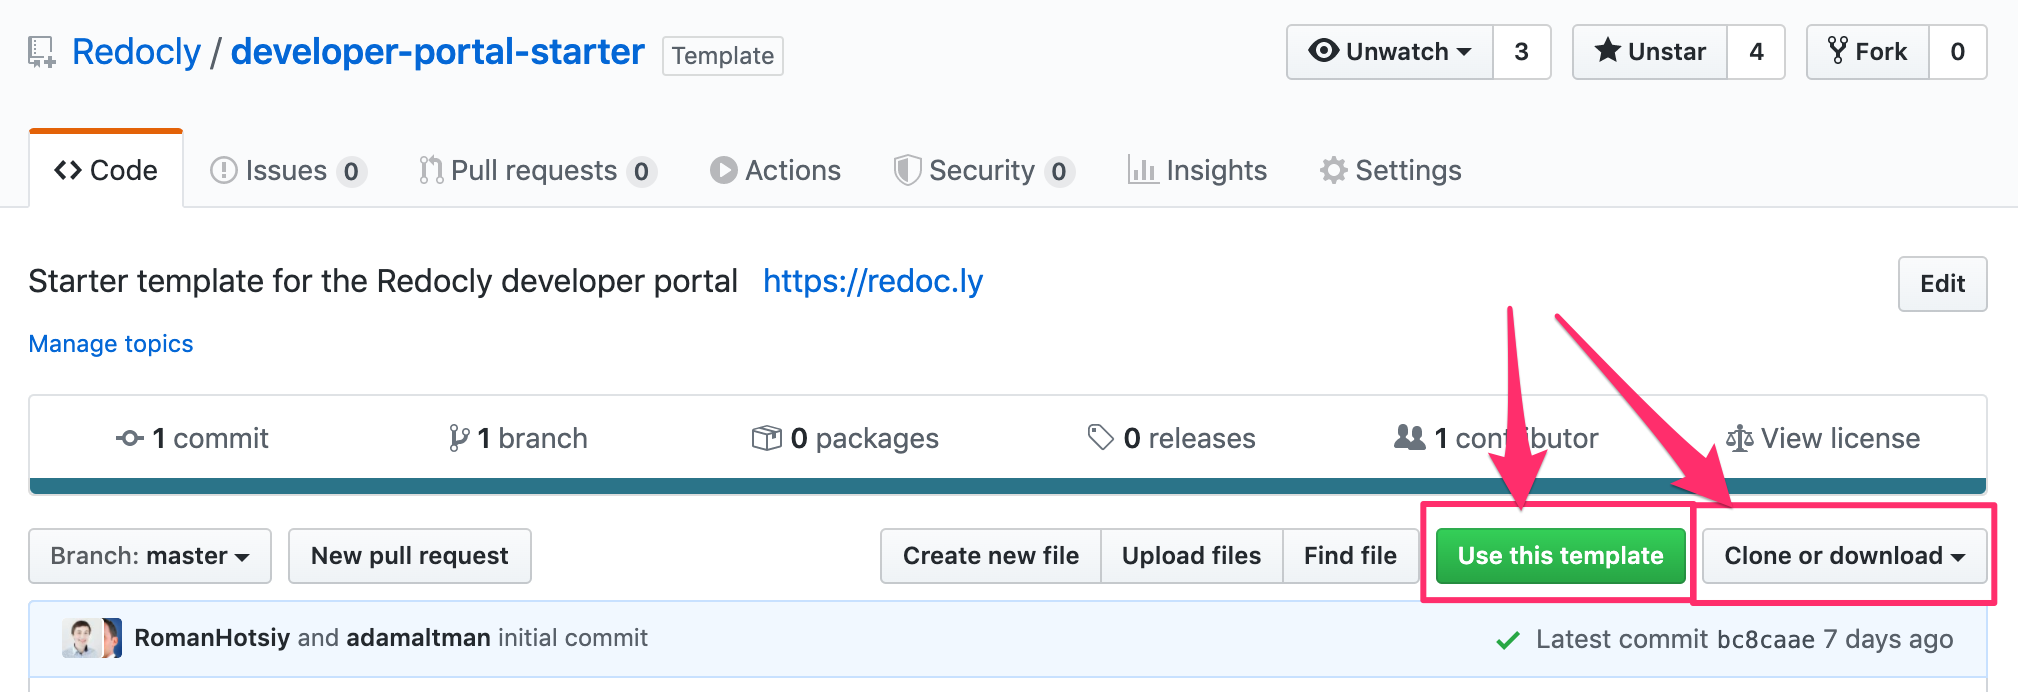 Redocly / developer-portal-starter Template Unwatch 3 Unstar 4 Fork 0
Code Issues 0 Pull requests 0 Actions Security 0 Insights Settings
Starter template for the Redocly developer portal https://redoc.ly Edit
Manage topics
1 commit 1 branch 0 packages 0 releases 1 contributor View license
Branch: master New pull request Create new file Upload files Find file Use this template Clone or download
RomanHotsiy and adamaltman initial commit Latest commit bc8caae 7 days ago